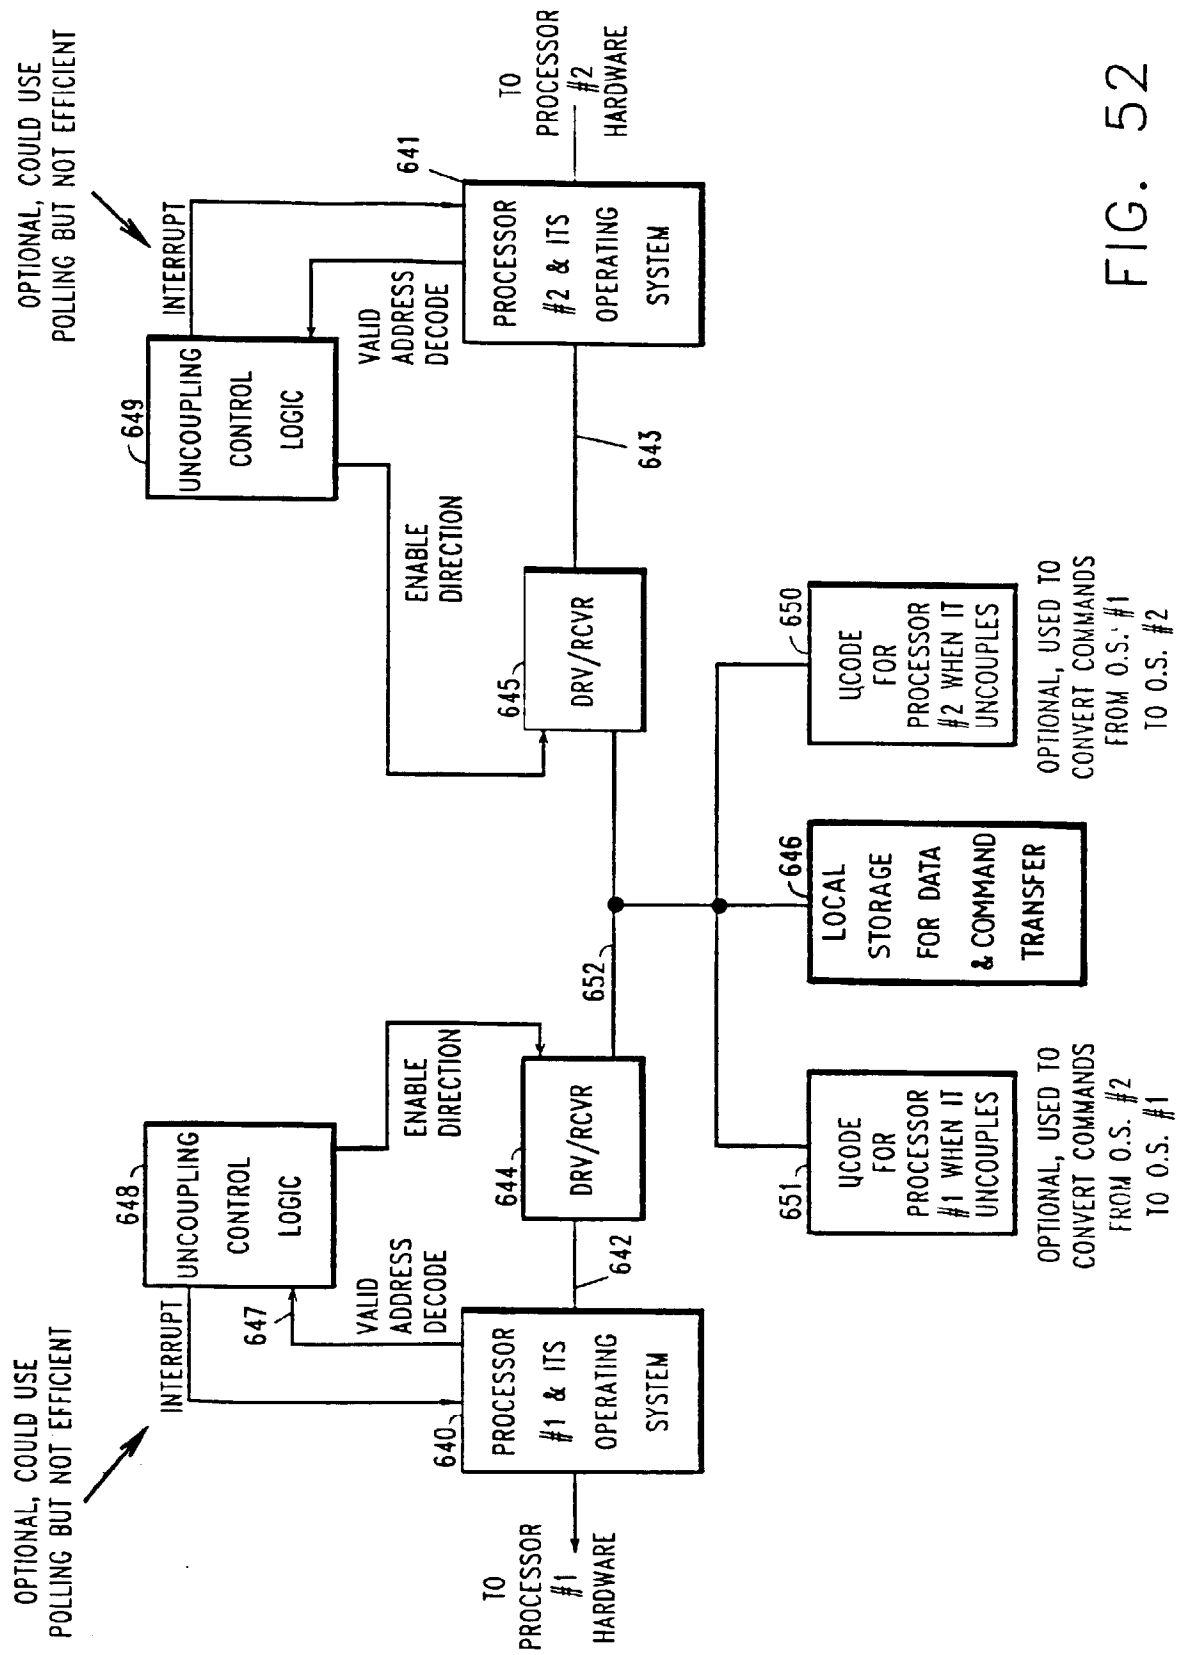 OPTIONAL, COULD USE
POLLING BUT NOT EFFICIENT
OPTIONAL, COULD USE
POLLING BUT NOT EFFICIENT
INTERRUPT
648
UNCOUPLING
CONTROL
LOGIC
647
VALID
ADDRESS
DECODE
ENABLE
DIRECTION
649
UNCOUPLING
CONTROL
LOGIC
INTERRUPT
VALID
ADDRESS
DECODE
ENABLE
DIRECTION
TO
PROCESSOR
#1
HARDWARE
640
PROCESSOR
#1 & ITS
OPERATING
SYSTEM
642
644
DRV/RCVR
652
645
DRV/RCVR
643
641
PROCESSOR
#2 & ITS
OPERATING
SYSTEM
TO
PROCESSOR
#2
HARDWARE
651
UCODE
FOR
PROCESSOR
#1 WHEN IT
UNCOUPLES
OPTIONAL, USED TO
CONVERT COMMANDS
FROM O.S. #2
TO O.S. #1
646
LOCAL
STORAGE
FOR DATA
& COMMAND
TRANSFER
650
UCODE
FOR
PROCESSOR
#2 WHEN IT
UNCOUPLES
OPTIONAL, USED TO
CONVERT COMMANDS
FROM O.S. #1
TO O.S. #2
FIG. 52